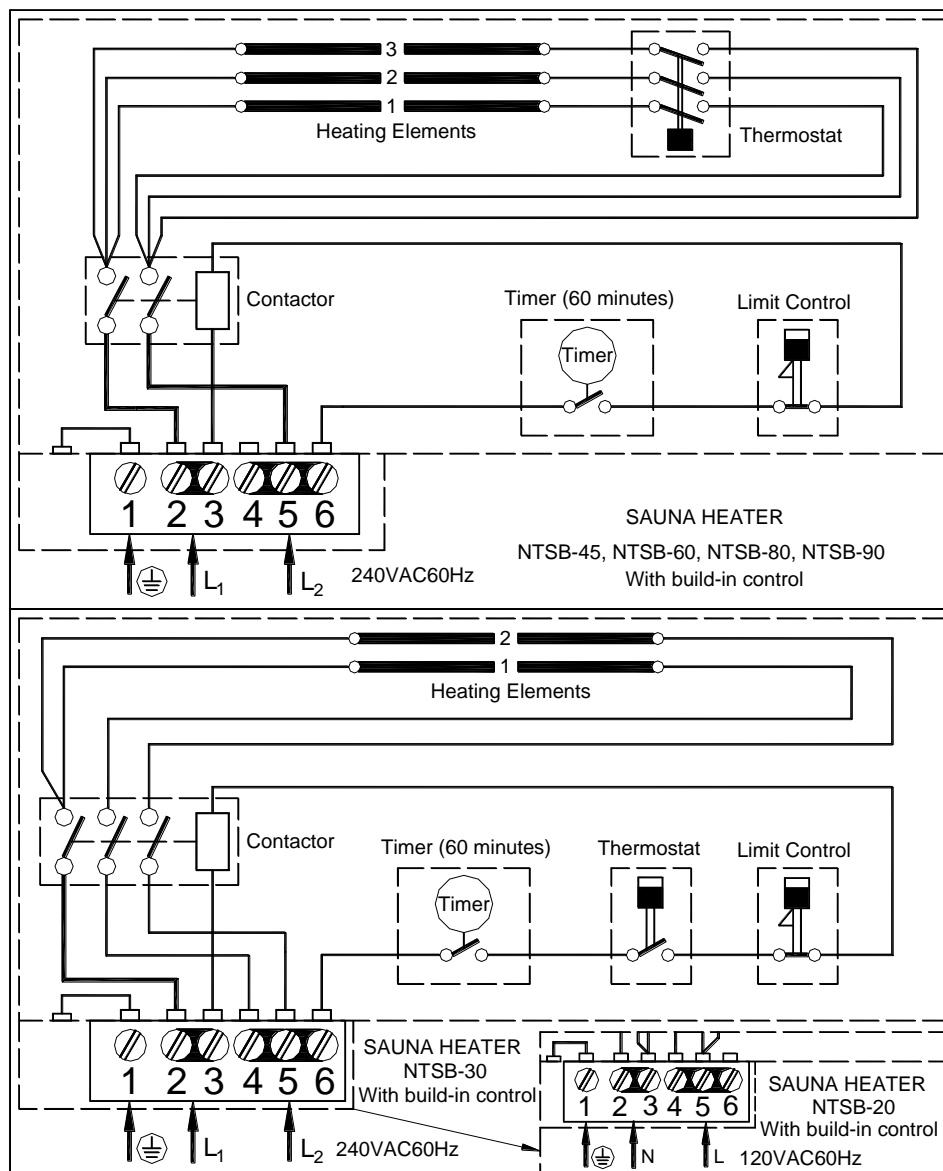 3
2
1
Heating Elements
Thermostat
Contactor
Timer (60 minutes)
Limit Control
Timer
1 2 3 4 5 6
SAUNA HEATER
NTSB-45, NTSB-60, NTSB-80, NTSB-90
With build-in control
L1 L2 240VAC60Hz
2
1
Heating Elements
Contactor
Timer (60 minutes) Thermostat Limit Control
Timer
1 2 3 4 5 6
SAUNA HEATER
NTSB-30
With build-in control
L1 L2 240VAC60Hz
1 2 3 4 5 6
SAUNA HEATER
NTSB-20
With build-in control
N L 120VAC60Hz